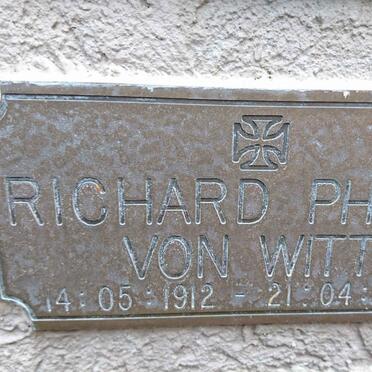 RICHARD PH
VON WITT
14 : 05 : 1912 - 21 : 04 :